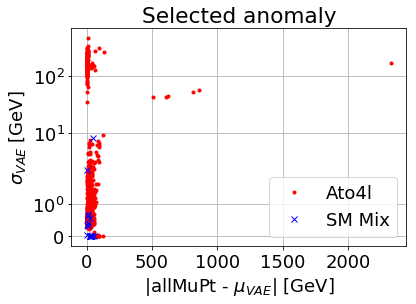 Selected anomaly
σ_VAE [GeV]
10²
10¹
10⁰
0
Ato4l
SM Mix
0 500 1000 1500 2000
|allMuPt - μ_VAE| [GeV]